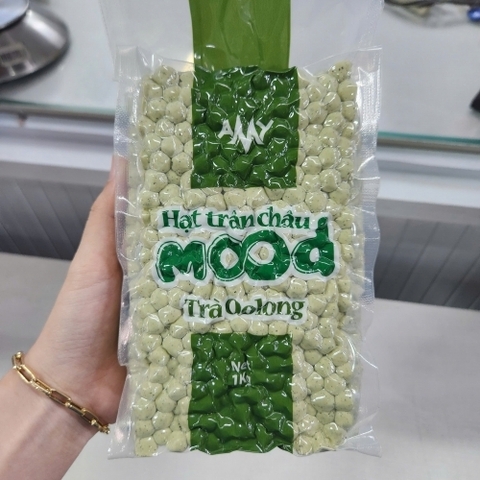 AMY
Hạt trân châu
mood
Trà Oolong
Net
1Kg